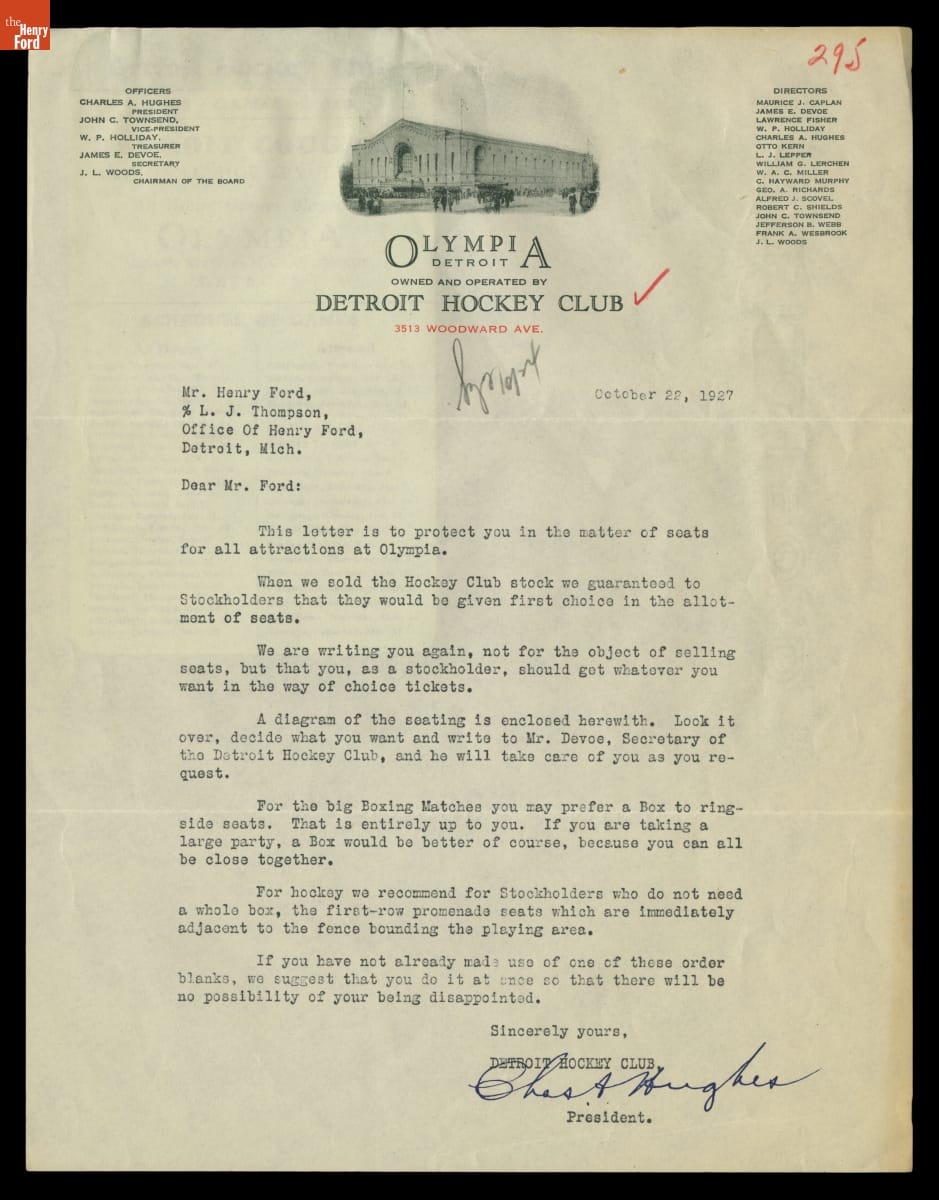 the
Henry
Ford
295
OFFICERS
CHARLES A. HUGHES
PRESIDENT
JOHN C. TOWNSEND,
VICE-PRESIDENT
W. P. HOLLIDAY,
TREASURER
JAMES E. DEVOE,
SECRETARY
J. L. WOODS,
CHAIRMAN OF THE BOARD
DIRECTORS
MAURICE J. CAPLAN
JAMES E. DEVOE
LAWRENCE FISHER
W. P. HOLLIDAY
CHARLES A. HUGHES
OTTO KERN
L. J. LEPPER
WILLIAM G. LERCHEN
W. A. C. MILLER
C. HAYWARD MURPHY
GEO. A. RICHARDS
ALFRED J. SCOVEL
ROBERT C. SHIELDS
JOHN C. TOWNSEND
JEFFERSON B. WEBB
FRANK A. WESBROOK
J. L. WOODS
OLYMPIA
DETROIT
OWNED AND OPERATED BY
DETROIT HOCKEY CLUB
3513 WOODWARD AVE.
Mr. Henry Ford,
% L. J. Thompson,
Office Of Henry Ford,
Detroit, Mich.
October 22, 1927
Dear Mr. Ford:
This letter is to protect you in the matter of seats
for all attractions at Olympia.
When we sold the Hockey Club stock we guaranteed to
Stockholders that they would be given first choice in the allot-
ment of seats.
We are writing you again, not for the object of selling
seats, but that you, as a stockholder, should get whatever you
want in the way of choice tickets.
A diagram of the seating is enclosed herewith. Look it
over, decide what you want and write to Mr. Devoe, Secretary of
the Detroit Hockey Club, and he will take care of you as you re-
quest.
For the big Boxing Matches you may prefer a Box to ring-
side seats. That is entirely up to you. If you are taking a
large party, a Box would be better of course, because you can all
be close together.
For hockey we recommend for Stockholders who do not need
a whole box, the first-row promenade seats which are immediately
adjacent to the fence bounding the playing area.
If you have not already made use of one of these order
blanks, we suggest that you do it at once so that there will be
no possibility of your being disappointed.
Sincerely yours,
DETROIT HOCKEY CLUB,
Chas A Hughes
President.